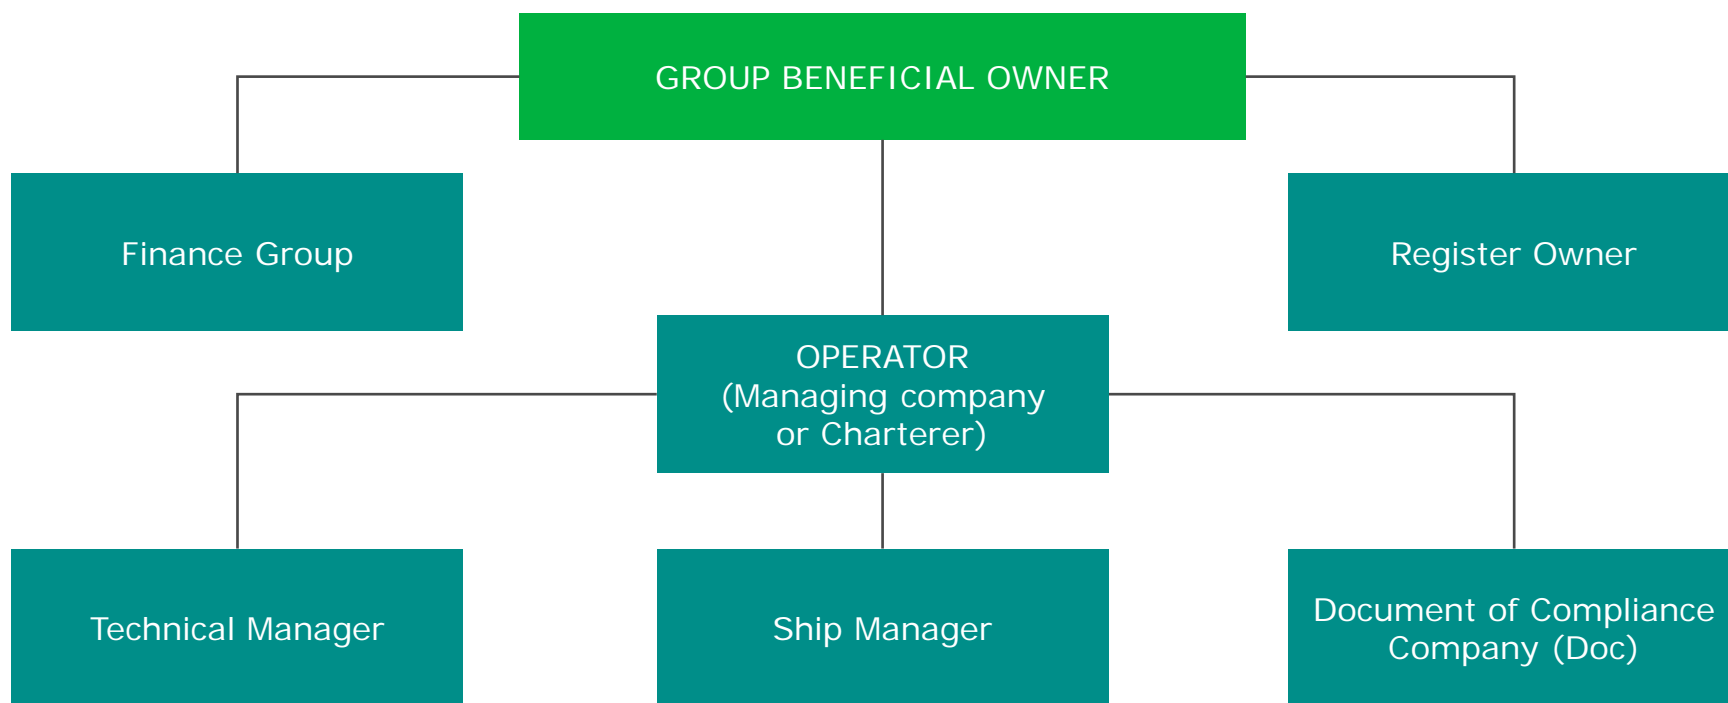 GROUP BENEFICIAL OWNER
Finance Group
Register Owner
OPERATOR
(Managing company
or Charterer)
Technical Manager
Ship Manager
Document of Compliance
Company (Doc)